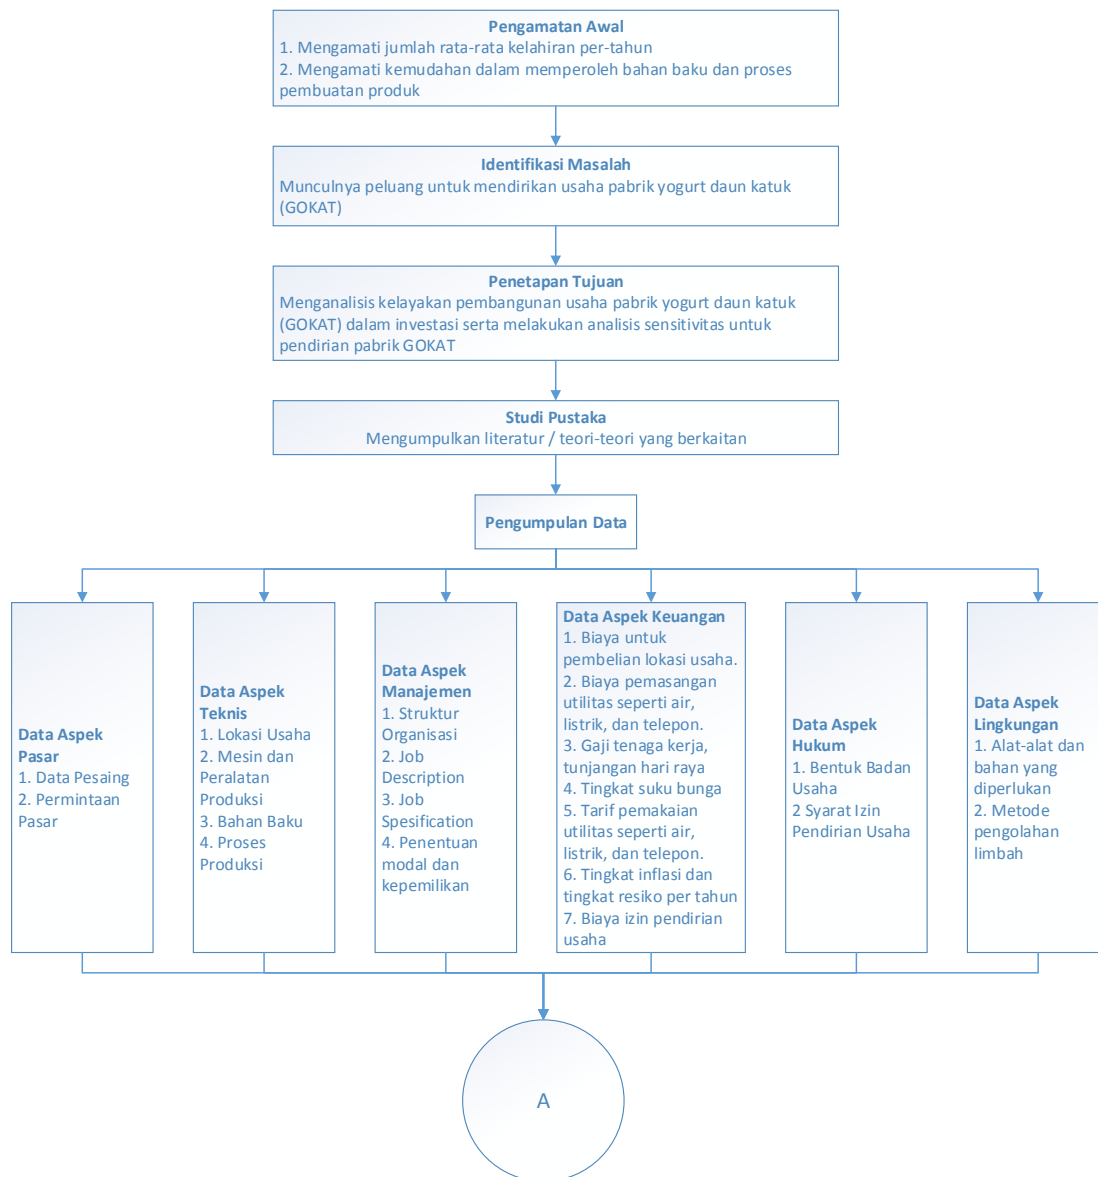 Pengamatan Awal
1. Mengamati jumlah rata-rata kelahiran per-tahun
2. Mengamati kemudahan dalam memperoleh bahan baku dan proses
pembuatan produk
Identifikasi Masalah
Munculnya peluang untuk mendirikan usaha pabrik yogurt daun katuk
(GOKAT)
Penetapan Tujuan
Menganalisis kelayakan pembangunan usaha pabrik yogurt daun katuk
(GOKAT) dalam investasi serta melakukan analisis sensitivitas untuk
pendirian pabrik GOKAT
Studi Pustaka
Mengumpulkan literatur / teori-teori yang berkaitan
Pengumpulan Data
Data Aspek
Pasar
1. Data Pesaing
2. Permintaan
Pasar
Data Aspek
Teknis
1. Lokasi Usaha
2. Mesin dan
Peralatan
Produksi
3. Bahan Baku
4. Proses
Produksi
Data Aspek
Manajemen
1. Struktur
Organisasi
2. Job
Description
3. Job
Spesification
4. Penentuan
modal dan
kepemilikan
Data Aspek Keuangan
1. Biaya untuk
pembelian lokasi usaha.
2. Biaya pemasangan
utilitas seperti air,
listrik, dan telepon.
3. Gaji tenaga kerja,
tunjangan hari raya
4. Tingkat suku bunga
5. Tarif pemakaian
utilitas seperti air,
listrik, dan telepon.
6. Tingkat inflasi dan
tingkat resiko per tahun
7. Biaya izin pendirian
usaha
Data Aspek
Hukum
1. Bentuk Badan
Usaha
2 Syarat Izin
Pendirian Usaha
Data Aspek
Lingkungan
1. Alat-alat dan
bahan yang
diperlukan
2. Metode
pengolahan
limbah
A